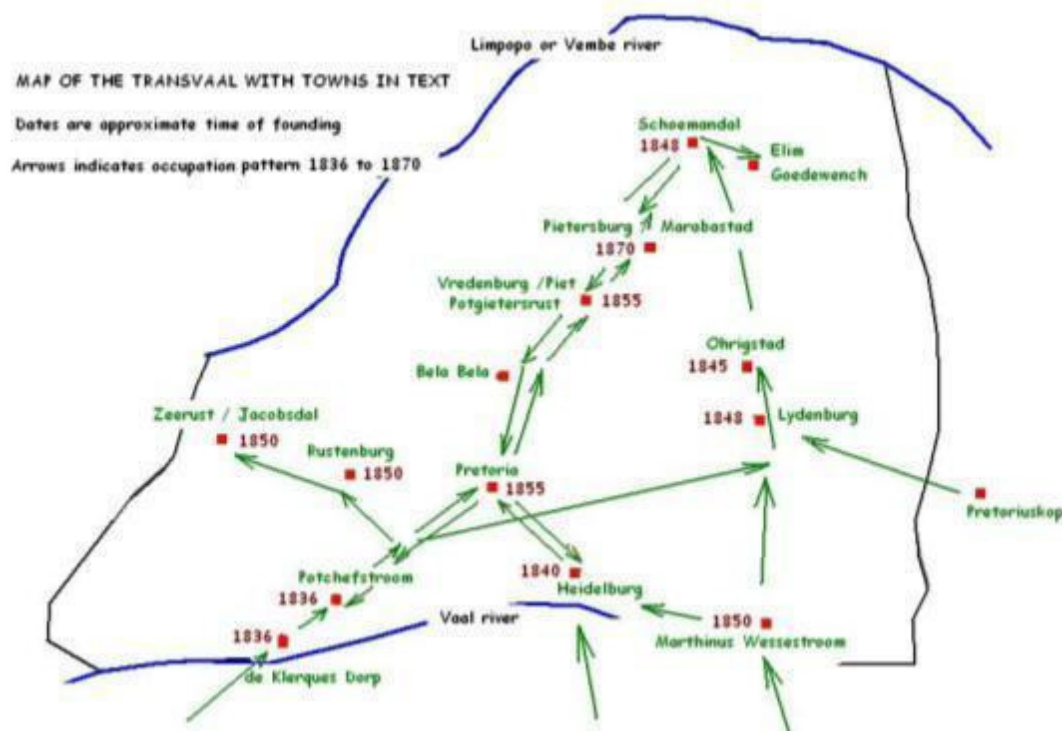 Limpopo or Vembe river
MAP OF THE TRANSVAAL WITH TOWNS IN TEXT
Dates are approximate time of founding
Arrows indicates occupation pattern 1836 to 1870
Schoemandal
1848
Elim
Goedewench
Pietersburg
Marabastad
1870
Vredenburg /Piet
Potgietersrust
1855
Ohrigstad
1845
Bela Bela
Zeerust / Jacobsdal
1850
1848
Lydenburg
Rustenburg
1850
Pretoria
1855
Pretoriuskop
Potchefstroom
1836
1840
Heidelburg
Vaal river
1850
Marthinus Wessestroom
1836
de Klerques Dorp